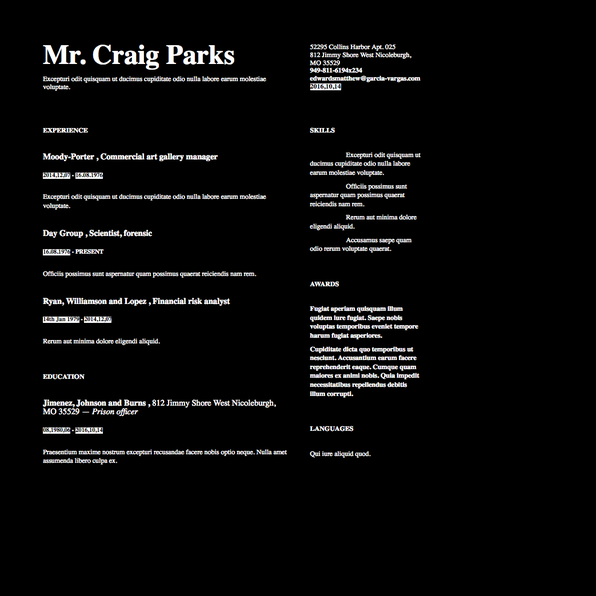 Mr. Craig Parks
Excepturi odit quisquam ut ducimus cupiditate odio nulla labore earum molestiae
voluptate.
52295 Collins Harbor Apt. 025
812 Jimmy Shore West Nicoleburgh,
MO 35529
949-811-6194x234
edwardsmatthew@garcia-vargas.com
2016.10.14
EXPERIENCE
Moody-Porter , Commercial art gallery manager
2014.12.07 - 16.08.1976
Excepturi odit quisquam ut ducimus cupiditate odio nulla labore earum molestiae
voluptate.
Day Group , Scientist, forensic
16.08.1976 - PRESENT
Officiis possimus sunt aspernatur quam possimus quaerat reiciendis nam rem.
Ryan, Williamson and Lopez , Financial risk analyst
14th Jan 1979 - 2014.12.07
Rerum aut minima dolore eligendi aliquid.
EDUCATION
Jimenez, Johnson and Burns , 812 Jimmy Shore West Nicoleburgh,
MO 35529 — Prison officer
08.1980.06 - 2016.10.14
Praesentium maxime nostrum excepturi recusandae facere nobis optio neque. Nulla amet
assumenda libero culpa ex.
SKILLS
Excepturi odit quisquam ut
ducimus cupiditate odio nulla labore
earum molestiae voluptate.
Officiis possimus sunt
aspernatur quam possimus quaerat
reiciendis nam rem.
Rerum aut minima dolore
eligendi aliquid.
Accusamus saepe quam
odio rerum voluptate quaerat.
AWARDS
Fugiat aperiam quisquam illum
quidem iure fugiat. Saepe nobis
voluptas temporibus eveniet tempore
harum fugiat asperiores.
Cupiditate dicta quo temporibus ut
nesciunt. Accusantium earum facere
reprehenderit eaque. Cumque quam
maiores ex animi nobis. Quia impedit
necessitatibus repellendus debitis
illum corrupti.
LANGUAGES
Qui iure aliquid quod.